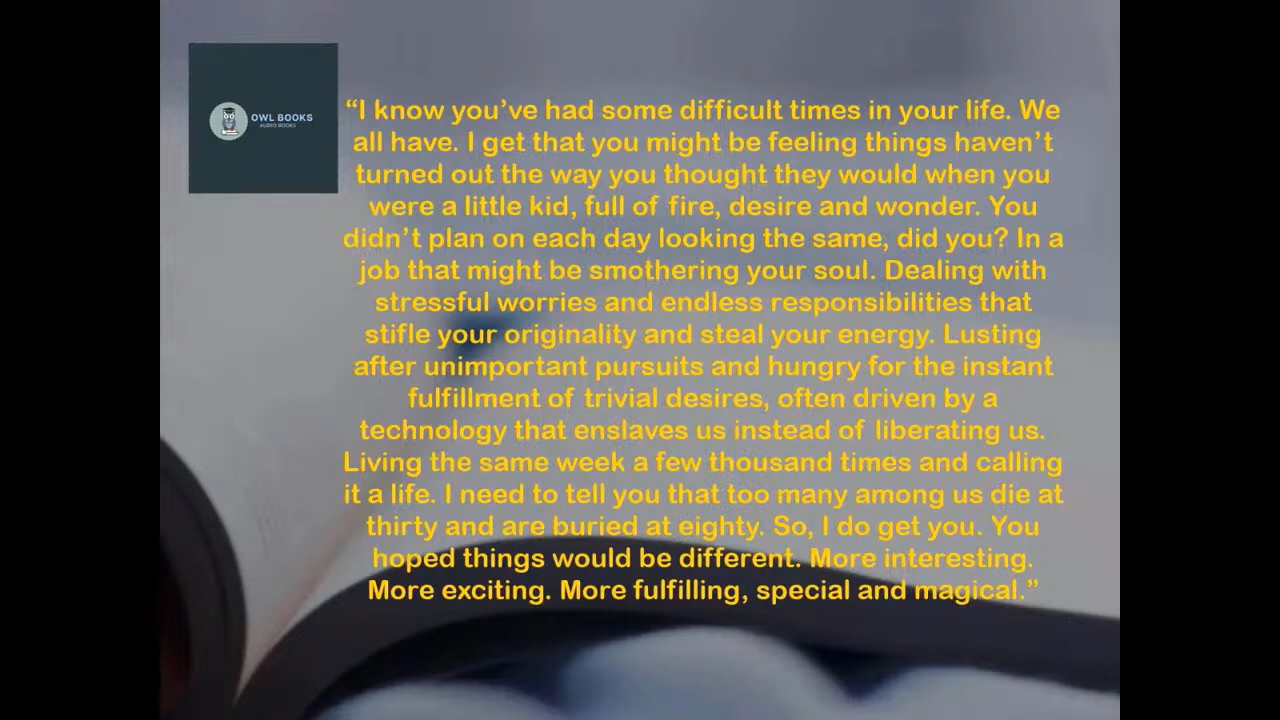 OWL BOOKS
AUDIO BOOKS
“I know you’ve had some difficult times in your life. We
all have. I get that you might be feeling things haven’t
turned out the way you thought they would when you
were a little kid, full of fire, desire and wonder. You
didn’t plan on each day looking the same, did you? In a
job that might be smothering your soul. Dealing with
stressful worries and endless responsibilities that
stifle your originality and steal your energy. Lusting
after unimportant pursuits and hungry for the instant
fulfillment of trivial desires, often driven by a
technology that enslaves us instead of liberating us.
Living the same week a few thousand times and calling
it a life. I need to tell you that too many among us die at
thirty and are buried at eighty. So, I do get you. You
hoped things would be different. More interesting.
More exciting. More fulfilling, special and magical.”